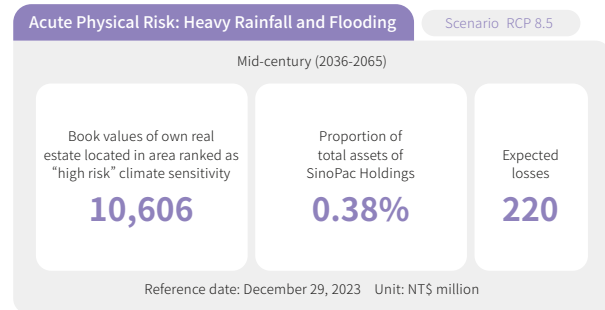 Acute Physical Risk: Heavy Rainfall and Flooding
Scenario RCP 8.5
Mid-century (2036-2065)
Book values of own real
estate located in area ranked as
“high risk” climate sensitivity
10,606
Proportion of
total assets of
SinoPac Holdings
0.38%
Expected
losses
220
Reference date: December 29, 2023 Unit: NT$ million